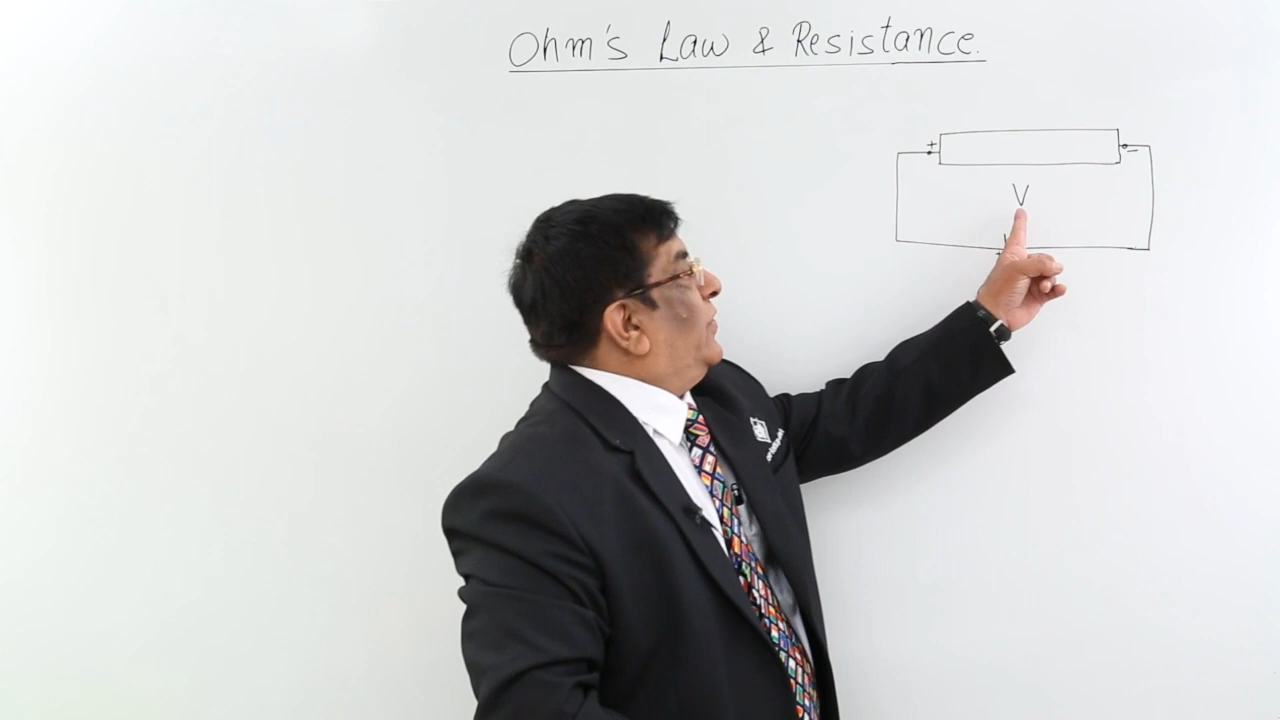 Ohm's Law & Resistance.
+ −
V
+